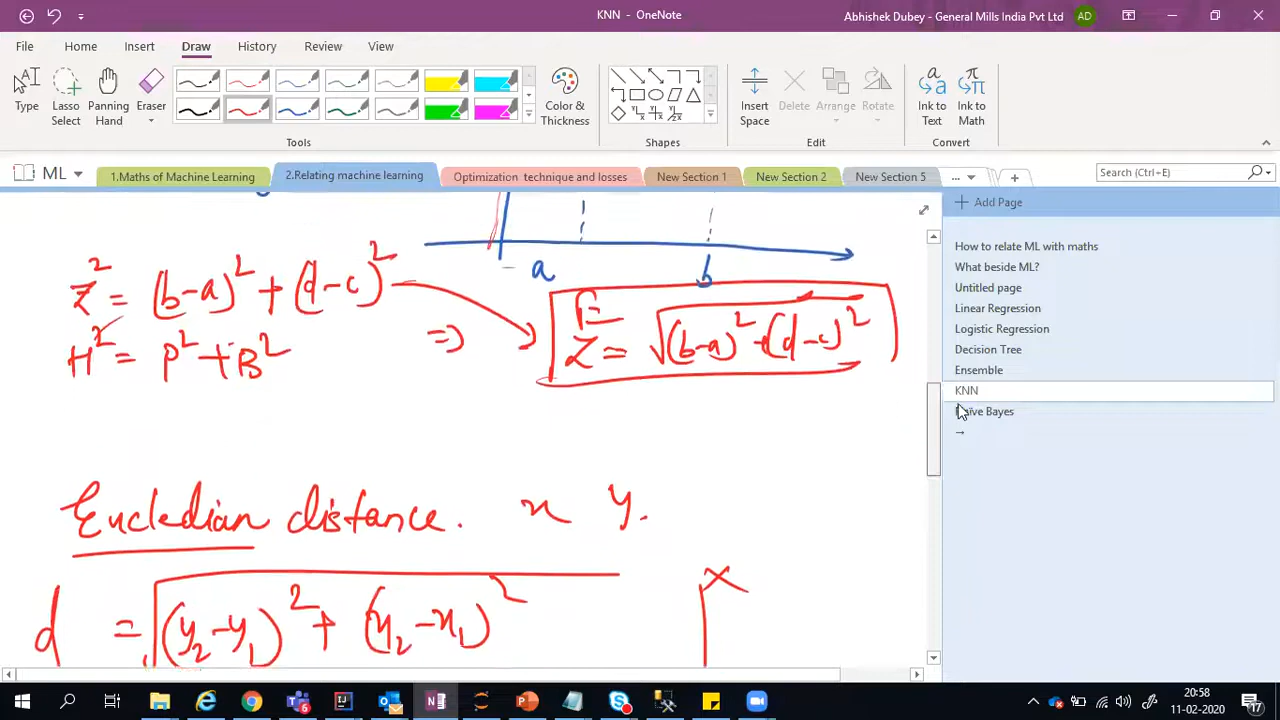 KNN - OneNote
Abhishek Dubey - General Mills India Pvt Ltd AD
File Home Insert Draw History Review View
Type
Lasso Select
Panning Hand
Eraser
Color & Thickness
Insert Space
Delete Arrange Rotate
Ink to Text
Ink to Math
Tools Shapes Edit Convert
ML 1.Maths of Machine Learning 2.Relating machine learning Optimization technique and losses New Section 1 New Section 2 New Section 5 ... + Search (Ctrl+E)
+ Add Page
How to relate ML with maths
What beside ML?
Untitled page
Linear Regression
Logistic Regression
Decision Tree
Ensemble
KNN
Naïve Bayes
→
a b
z² = (b-a)² + (d-c)²
H² = P² + B²
⇒ E
Z = √(b-a)² + (d-c)²
Eucledian distance. x y.
d = √(y₂-y₁)² + (x₂-x₁)²
x
20:58
11-02-2020
17